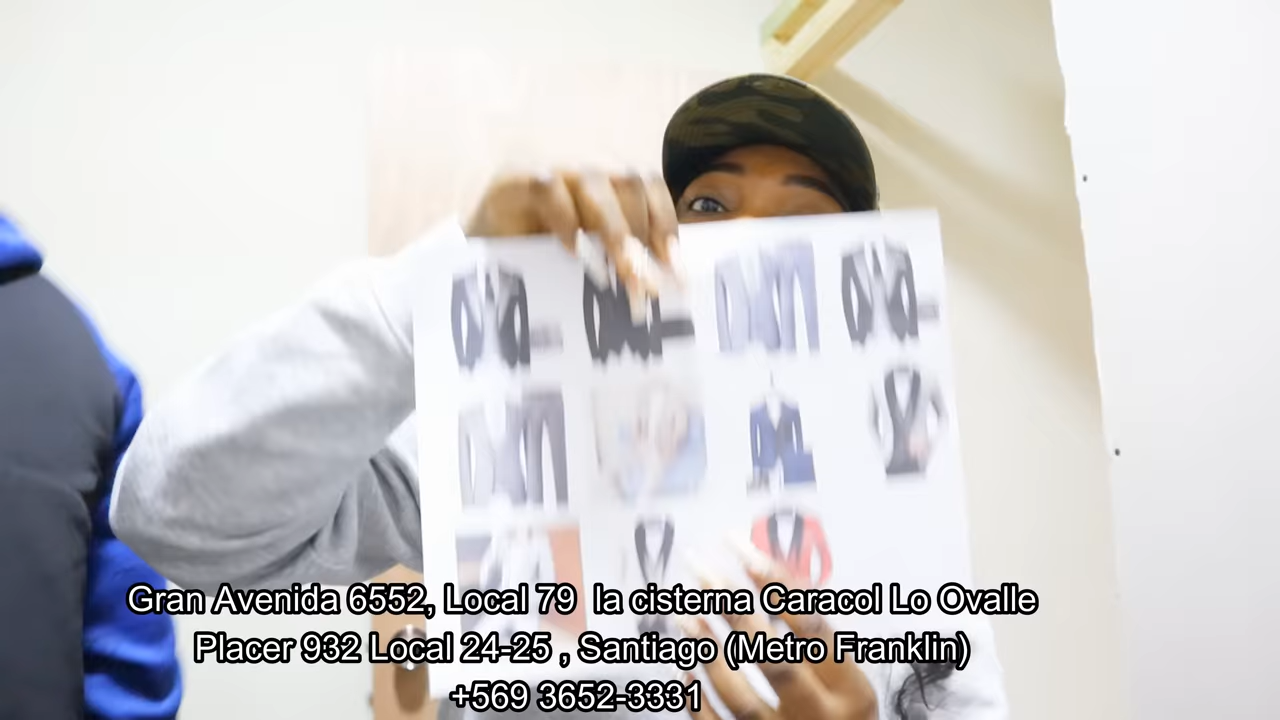 Gran Avenida 6552, Local 79  la cisterna Caracol Lo Ovalle
Placer 932 Local 24-25 , Santiago (Metro Franklin)
+569 3652-3331